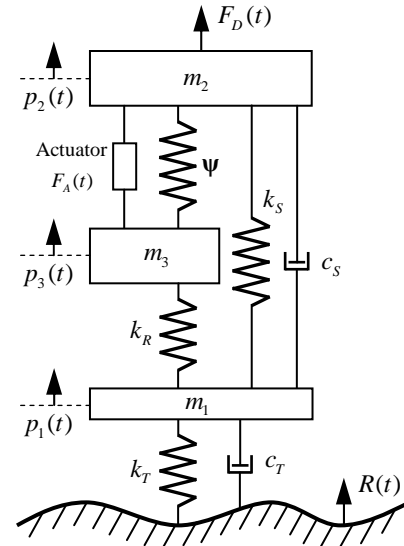 F_D(t)
m_2
p_2(t)
Actuator
F_A(t)
ψ
k_S
m_3
c_S
p_3(t)
k_R
m_1
p_1(t)
k_T
c_T
R(t)